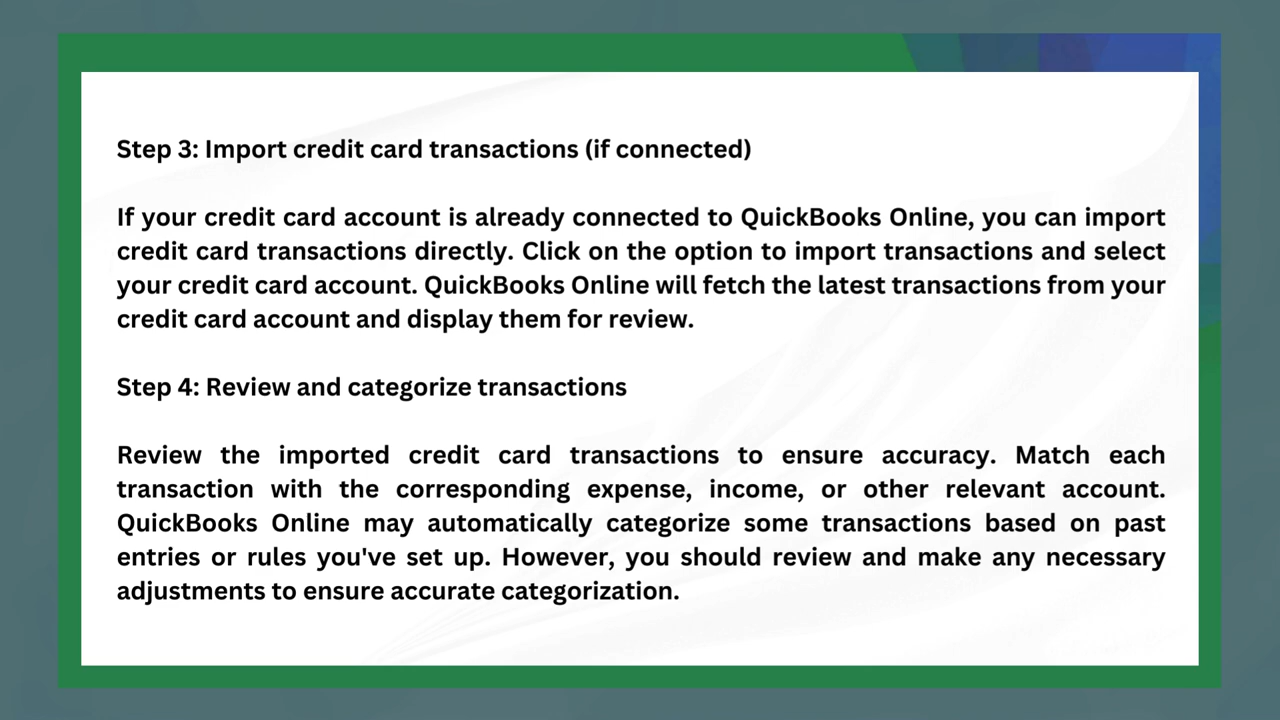 Step 3: Import credit card transactions (if connected)
If your credit card account is already connected to QuickBooks Online, you can import
credit card transactions directly. Click on the option to import transactions and select
your credit card account. QuickBooks Online will fetch the latest transactions from your
credit card account and display them for review.
Step 4: Review and categorize transactions
Review the imported credit card transactions to ensure accuracy. Match each
transaction with the corresponding expense, income, or other relevant account.
QuickBooks Online may automatically categorize some transactions based on past
entries or rules you've set up. However, you should review and make any necessary
adjustments to ensure accurate categorization.